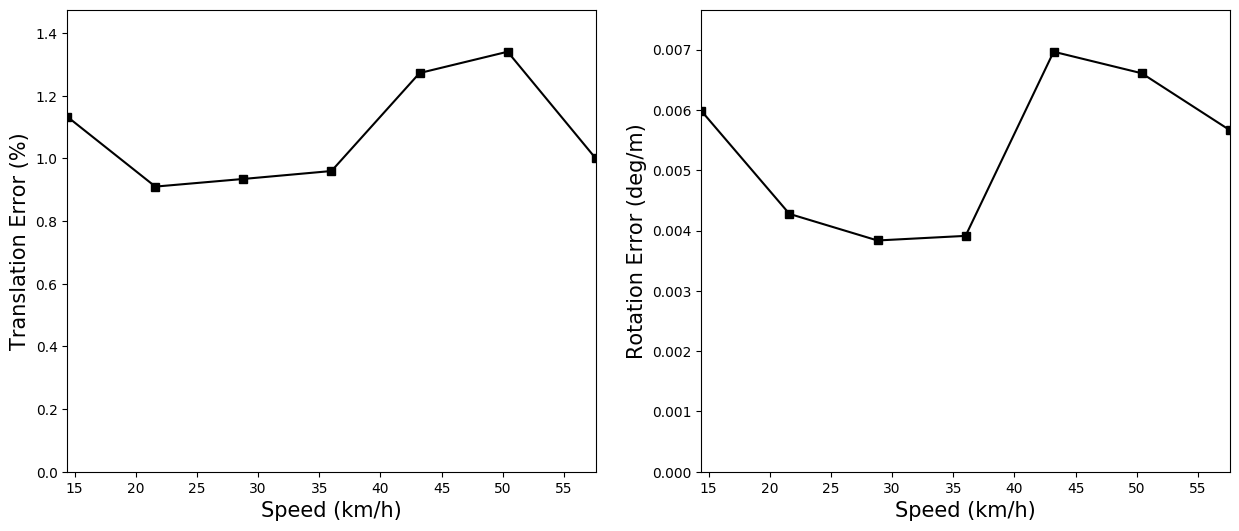 Translation Error (%)
1.4
1.2
1.0
0.8
0.6
0.4
0.2
0.0
15 20 25 30 35 40 45 50 55
Speed (km/h)
Rotation Error (deg/m)
0.007
0.006
0.005
0.004
0.003
0.002
0.001
0.000
15 20 25 30 35 40 45 50 55
Speed (km/h)